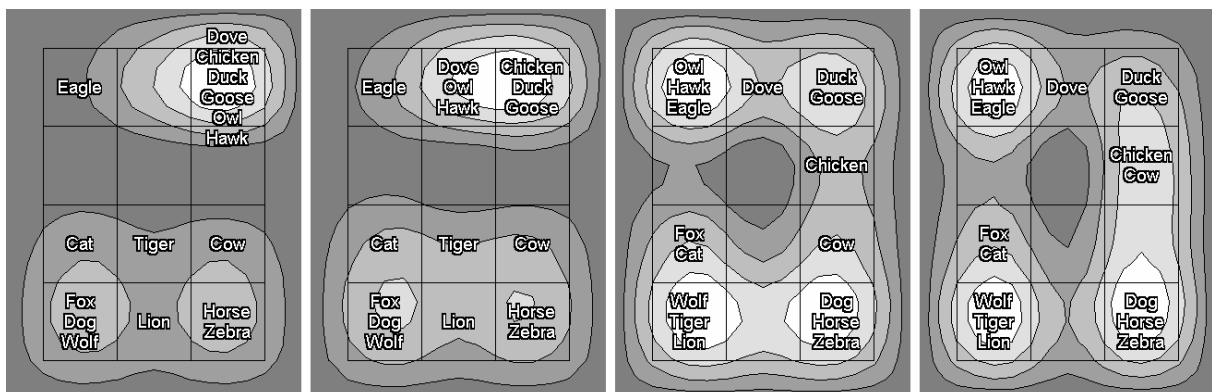 Dove
Chicken
Eagle
Duck
Goose
Owl
Hawk
Cat
Tiger
Cow
Fox
Dog
Wolf
Lion
Horse
Zebra
Eagle
Dove
Owl
Hawk
Chicken
Duck
Goose
Cat
Tiger
Cow
Fox
Dog
Wolf
Lion
Horse
Zebra
Owl
Hawk
Eagle
Dove
Duck
Goose
Chicken
Fox
Cat
Cow
Wolf
Tiger
Lion
Dog
Horse
Zebra
Owl
Hawk
Eagle
Dove
Duck
Goose
Chicken
Cow
Fox
Cat
Wolf
Tiger
Lion
Dog
Horse
Zebra